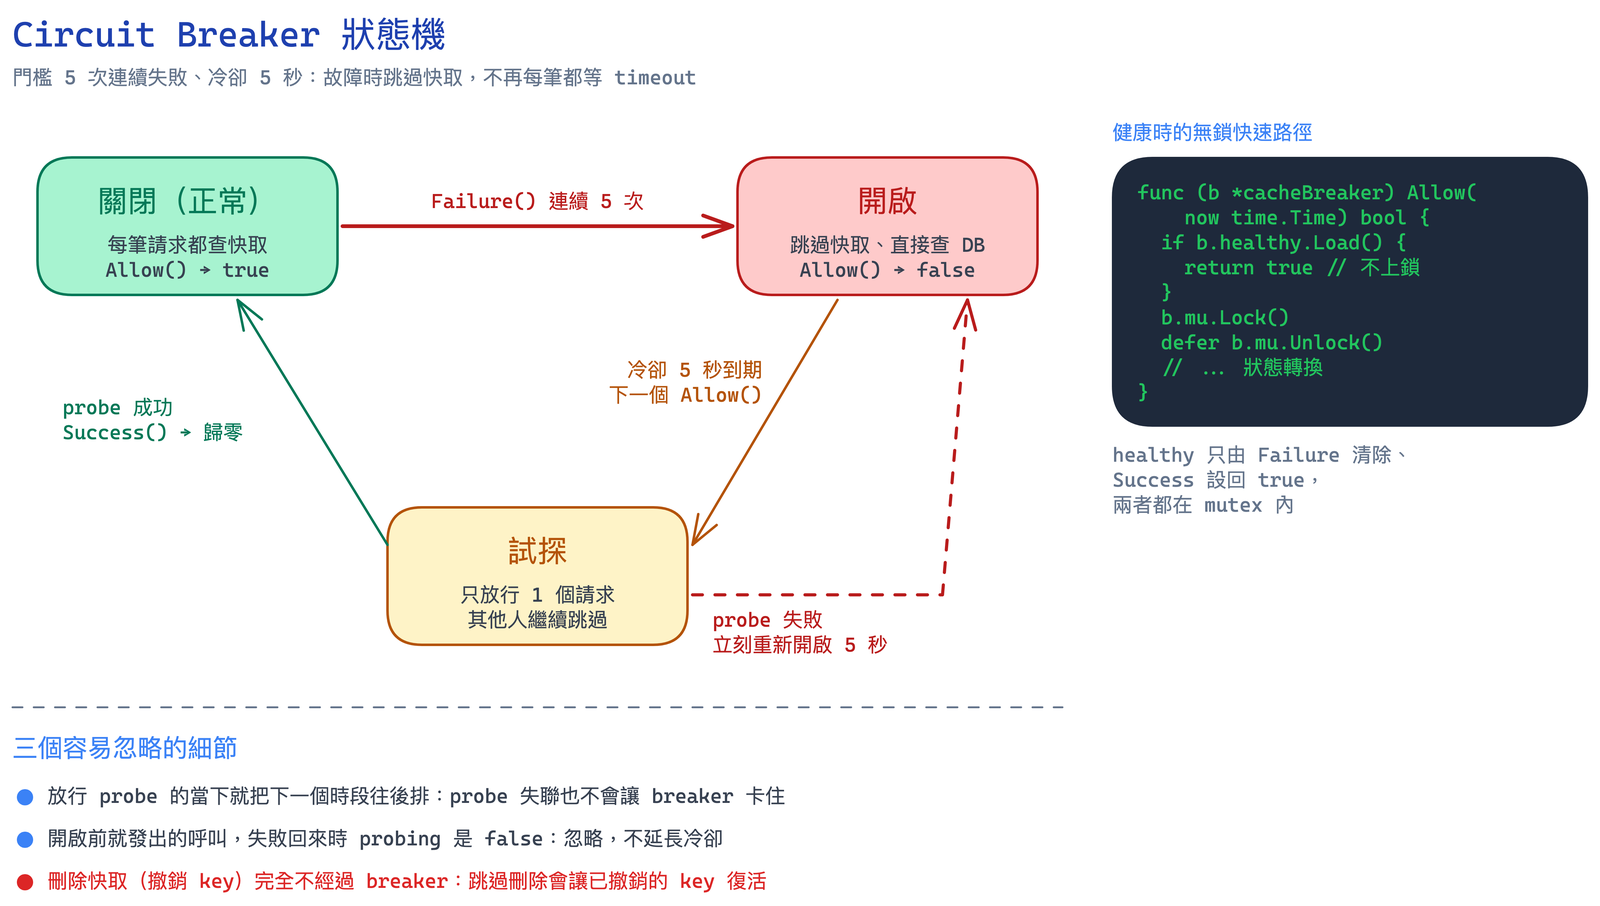 Circuit Breaker 狀態機
門檻 5 次連續失敗、冷卻 5 秒：故障時跳過快取，不再每筆都等 timeout
關閉（正常）
每筆請求都查快取
Allow() → true
Failure() 連續 5 次
開啟
跳過快取、直接查 DB
Allow() → false
冷卻 5 秒到期
下一個 Allow()
probe 成功
Success() → 歸零
試探
只放行 1 個請求
其他人繼續跳過
probe 失敗
立刻重新開啟 5 秒
健康時的無鎖快速路徑
func (b *cacheBreaker) Allow(
now time.Time) bool {
if b.healthy.Load() {
return true // 不上鎖
}
b.mu.Lock()
defer b.mu.Unlock()
// ... 狀態轉換
}
healthy 只由 Failure 清除、
Success 設回 true，
兩者都在 mutex 內
三個容易忽略的細節
放行 probe 的當下就把下一個時段往後排：probe 失聯也不會讓 breaker 卡住
開啟前就發出的呼叫，失敗回來時 probing 是 false：忽略，不延長冷卻
刪除快取（撤銷 key）完全不經過 breaker：跳過刪除會讓已撤銷的 key 復活